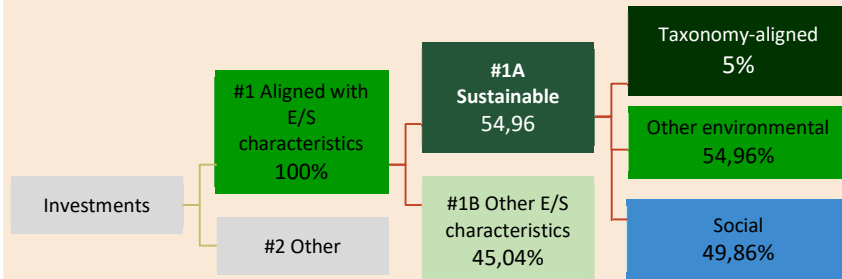 Investments
#1 Aligned with
E/S
characteristics
100%
#2 Other
#1A
Sustainable
54,96
#1B Other E/S
characteristics
45,04%
Taxonomy-aligned
5%
Other environmental
54,96%
Social
49,86%